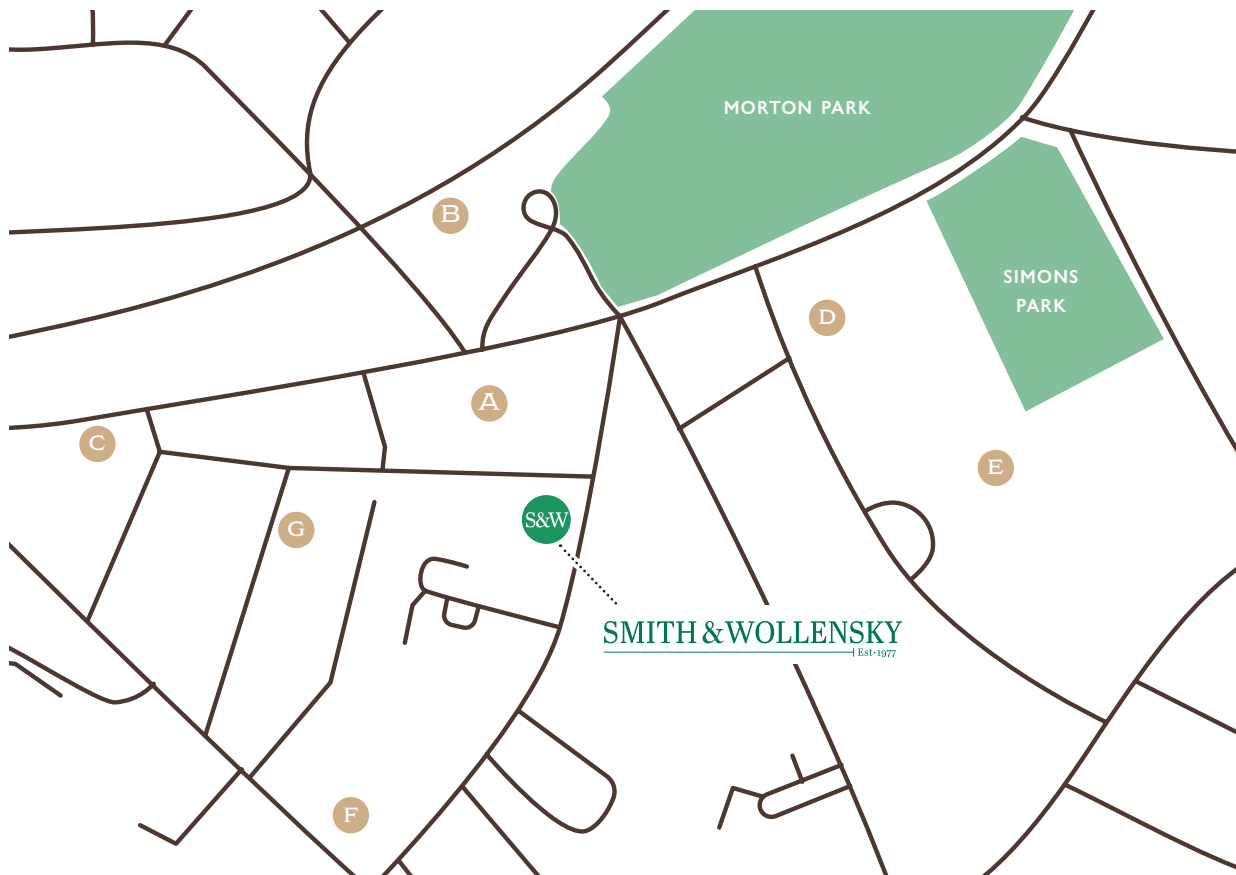 MORTON PARK
B
SIMONS
PARK
D
A
C
E
S&W
G
SMITH & WOLLENSKY
Est·1977
F